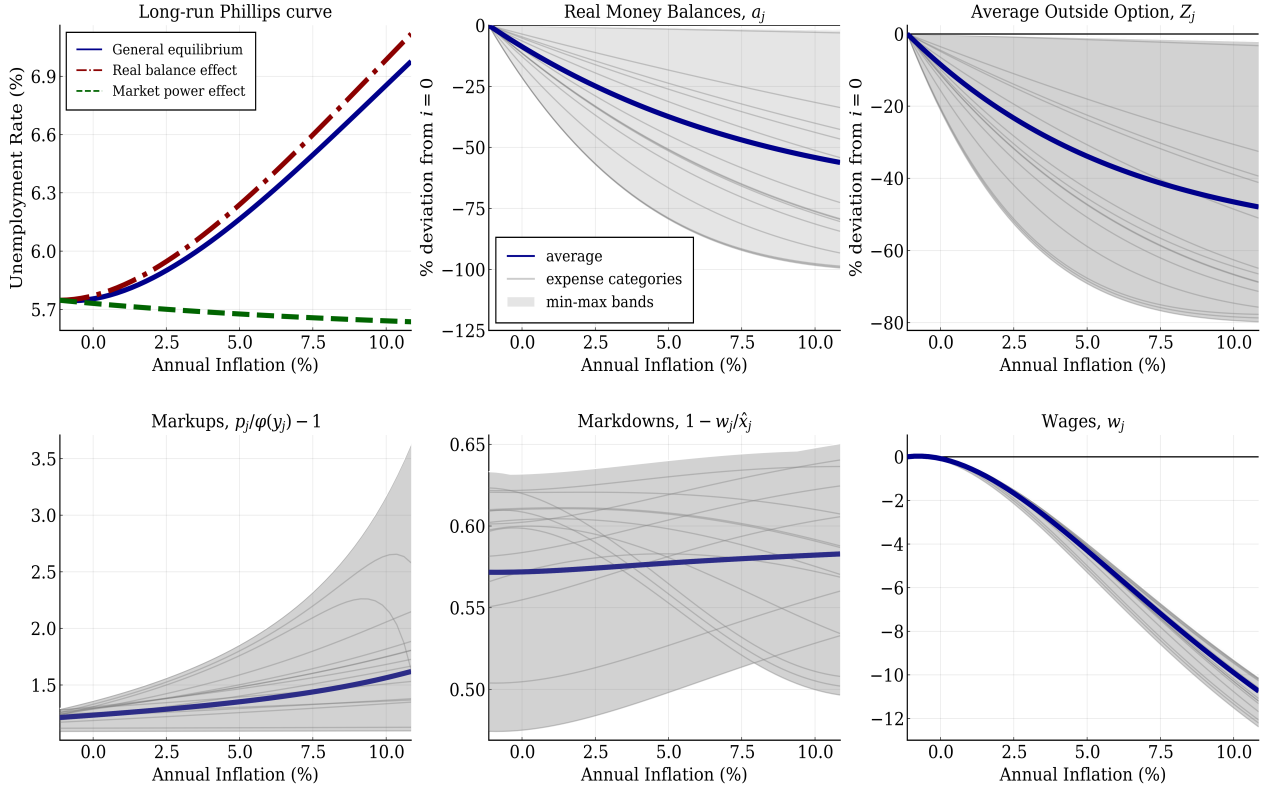 Long-run Phillips curve
Unemployment Rate (%)
6.9
6.6
6.3
6.0
5.7
General equilibrium
Real balance effect
Market power effect
0.0 2.5 5.0 7.5 10.0
Annual Inflation (%)
Real Money Balances, a_j
% deviation from i = 0
0
−25
−50
−75
−100
−125
average
expense categories
min-max bands
0.0 2.5 5.0 7.5 10.0
Annual Inflation (%)
Average Outside Option, Z_j
% deviation from i = 0
0
−20
−40
−60
−80
0.0 2.5 5.0 7.5 10.0
Annual Inflation (%)
Markups, p_j/φ(y_j) − 1
3.5
3.0
2.5
2.0
1.5
0.0 2.5 5.0 7.5 10.0
Annual Inflation (%)
Markdowns, 1 − w_j/x̂_j
0.65
0.60
0.55
0.50
0.0 2.5 5.0 7.5 10.0
Annual Inflation (%)
Wages, w_j
0
−2
−4
−6
−8
−10
−12
0.0 2.5 5.0 7.5 10.0
Annual Inflation (%)